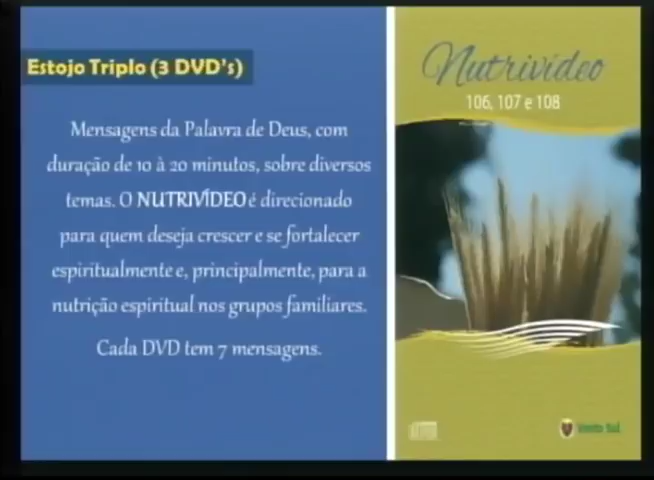 Estojo Triplo (3 DVD's)
Mensagens da Palavra de Deus, com
duração de 10 à 20 minutos, sobre diversos
temas. O NUTRIVÍDEO é direcionado
para quem deseja crescer e se fortalecer
espiritualmente e, principalmente, para a
nutrição espiritual nos grupos familiares.
Cada DVD tem 7 mensagens.
Nutrivídeo
106, 107 e 108
Vento Sul